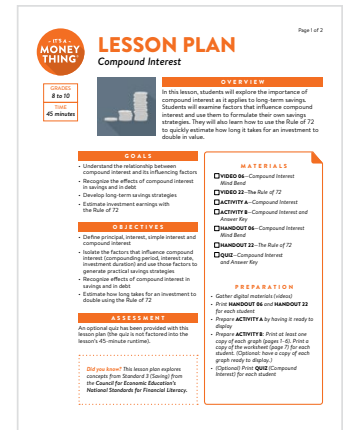 Page 1 of 2
- IT'S A -
MONEY
THING®
LESSON PLAN
Compound Interest
GRADES
8 to 10
TIME
45 minutes
OVERVIEW
In this lesson, students will explore the importance of
compound interest as it applies to long-term savings.
Students will examine factors that influence compound
interest and use them to formulate their own savings
strategies. They will also learn how to use the Rule of 72
to quickly estimate how long it takes for an investment to
double in value.
GOALS
• Understand the relationship between
compound interest and its influencing factors
• Recognize the effects of compound interest
in savings and in debt
• Develop long-term savings strategies
• Estimate investment earnings with
the Rule of 72
OBJECTIVES
• Define principal, interest, simple interest and
compound interest
• Isolate the factors that influence compound
interest (compounding period, interest rate,
investment duration) and use those factors to
generate practical savings strategies
• Recognize effects of compound interest in
savings and in debt
• Estimate how long takes for an investment to
double using the Rule of 72
ASSESSMENT
An optional quiz has been provided with this
lesson plan (the quiz is not factored into the
lesson's 45-minute runtime).
Did you know? This lesson plan explores
concepts from Standard 3 (Saving) from
the Council for Economic Education's
National Standards for Financial Literacy.
MATERIALS
VIDEO 06—Compound Interest
Mind Bend
VIDEO 22—The Rule of 72
ACTIVITY A—Compound Interest
ACTIVITY B—Compound Interest and
Answer Key
HANDOUT 06—Compound Interest
Mind Bend
HANDOUT 22—The Rule of 72
QUIZ—Compound Interest
and Answer Key
PREPARATION
• Gather digital materials (videos)
• Print HANDOUT 06 and HANDOUT 22
for each student
• Prepare ACTIVITY A by having it ready to
display
• Prepare ACTIVITY B: Print at least one
copy of each graph (pages 1–6). Print a
copy of the worksheet (page 7) for each
student. (Optional: have a copy of each
graph ready to display.)
• (Optional) Print QUIZ (Compound
Interest) for each student